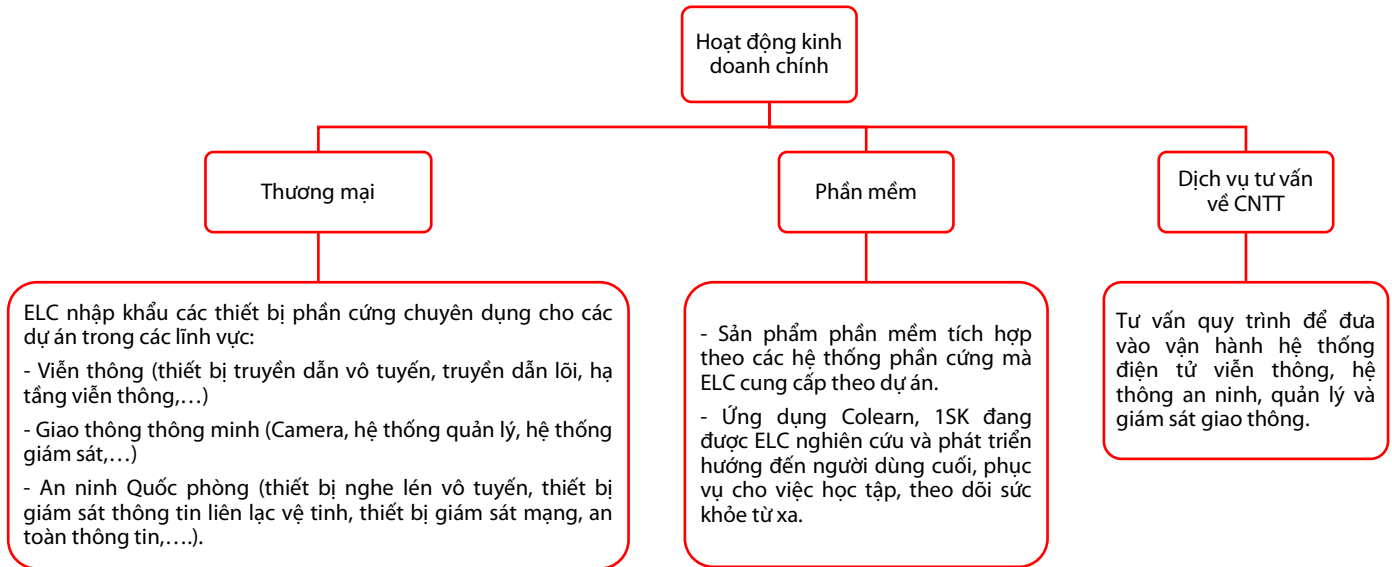 Hoạt động kinh
doanh chính
Thương mại
Phần mềm
Dịch vụ tư vấn
về CNTT
ELC nhập khẩu các thiết bị phần cứng chuyên dụng cho các
dự án trong các lĩnh vực:
- Viễn thông (thiết bị truyền dẫn vô tuyến, truyền dẫn lõi, hạ
tầng viễn thông,...)
- Giao thông thông minh (Camera, hệ thống quản lý, hệ thống
giám sát,...)
- An ninh Quốc phòng (thiết bị nghe lén vô tuyến, thiết bị
giám sát thông tin liên lạc vệ tinh, thiết bị giám sát mạng, an
toàn thông tin,....).
- Sản phẩm phần mềm tích hợp
theo các hệ thống phần cứng mà
ELC cung cấp theo dự án.
- Ứng dụng Colearn, 1SK đang
được ELC nghiên cứu và phát triển
hướng đến người dùng cuối, phục
vụ cho việc học tập, theo dõi sức
khỏe từ xa.
Tư vấn quy trình để đưa
vào vận hành hệ thống
điện tử viễn thông, hệ
thông an ninh, quản lý và
giám sát giao thông.